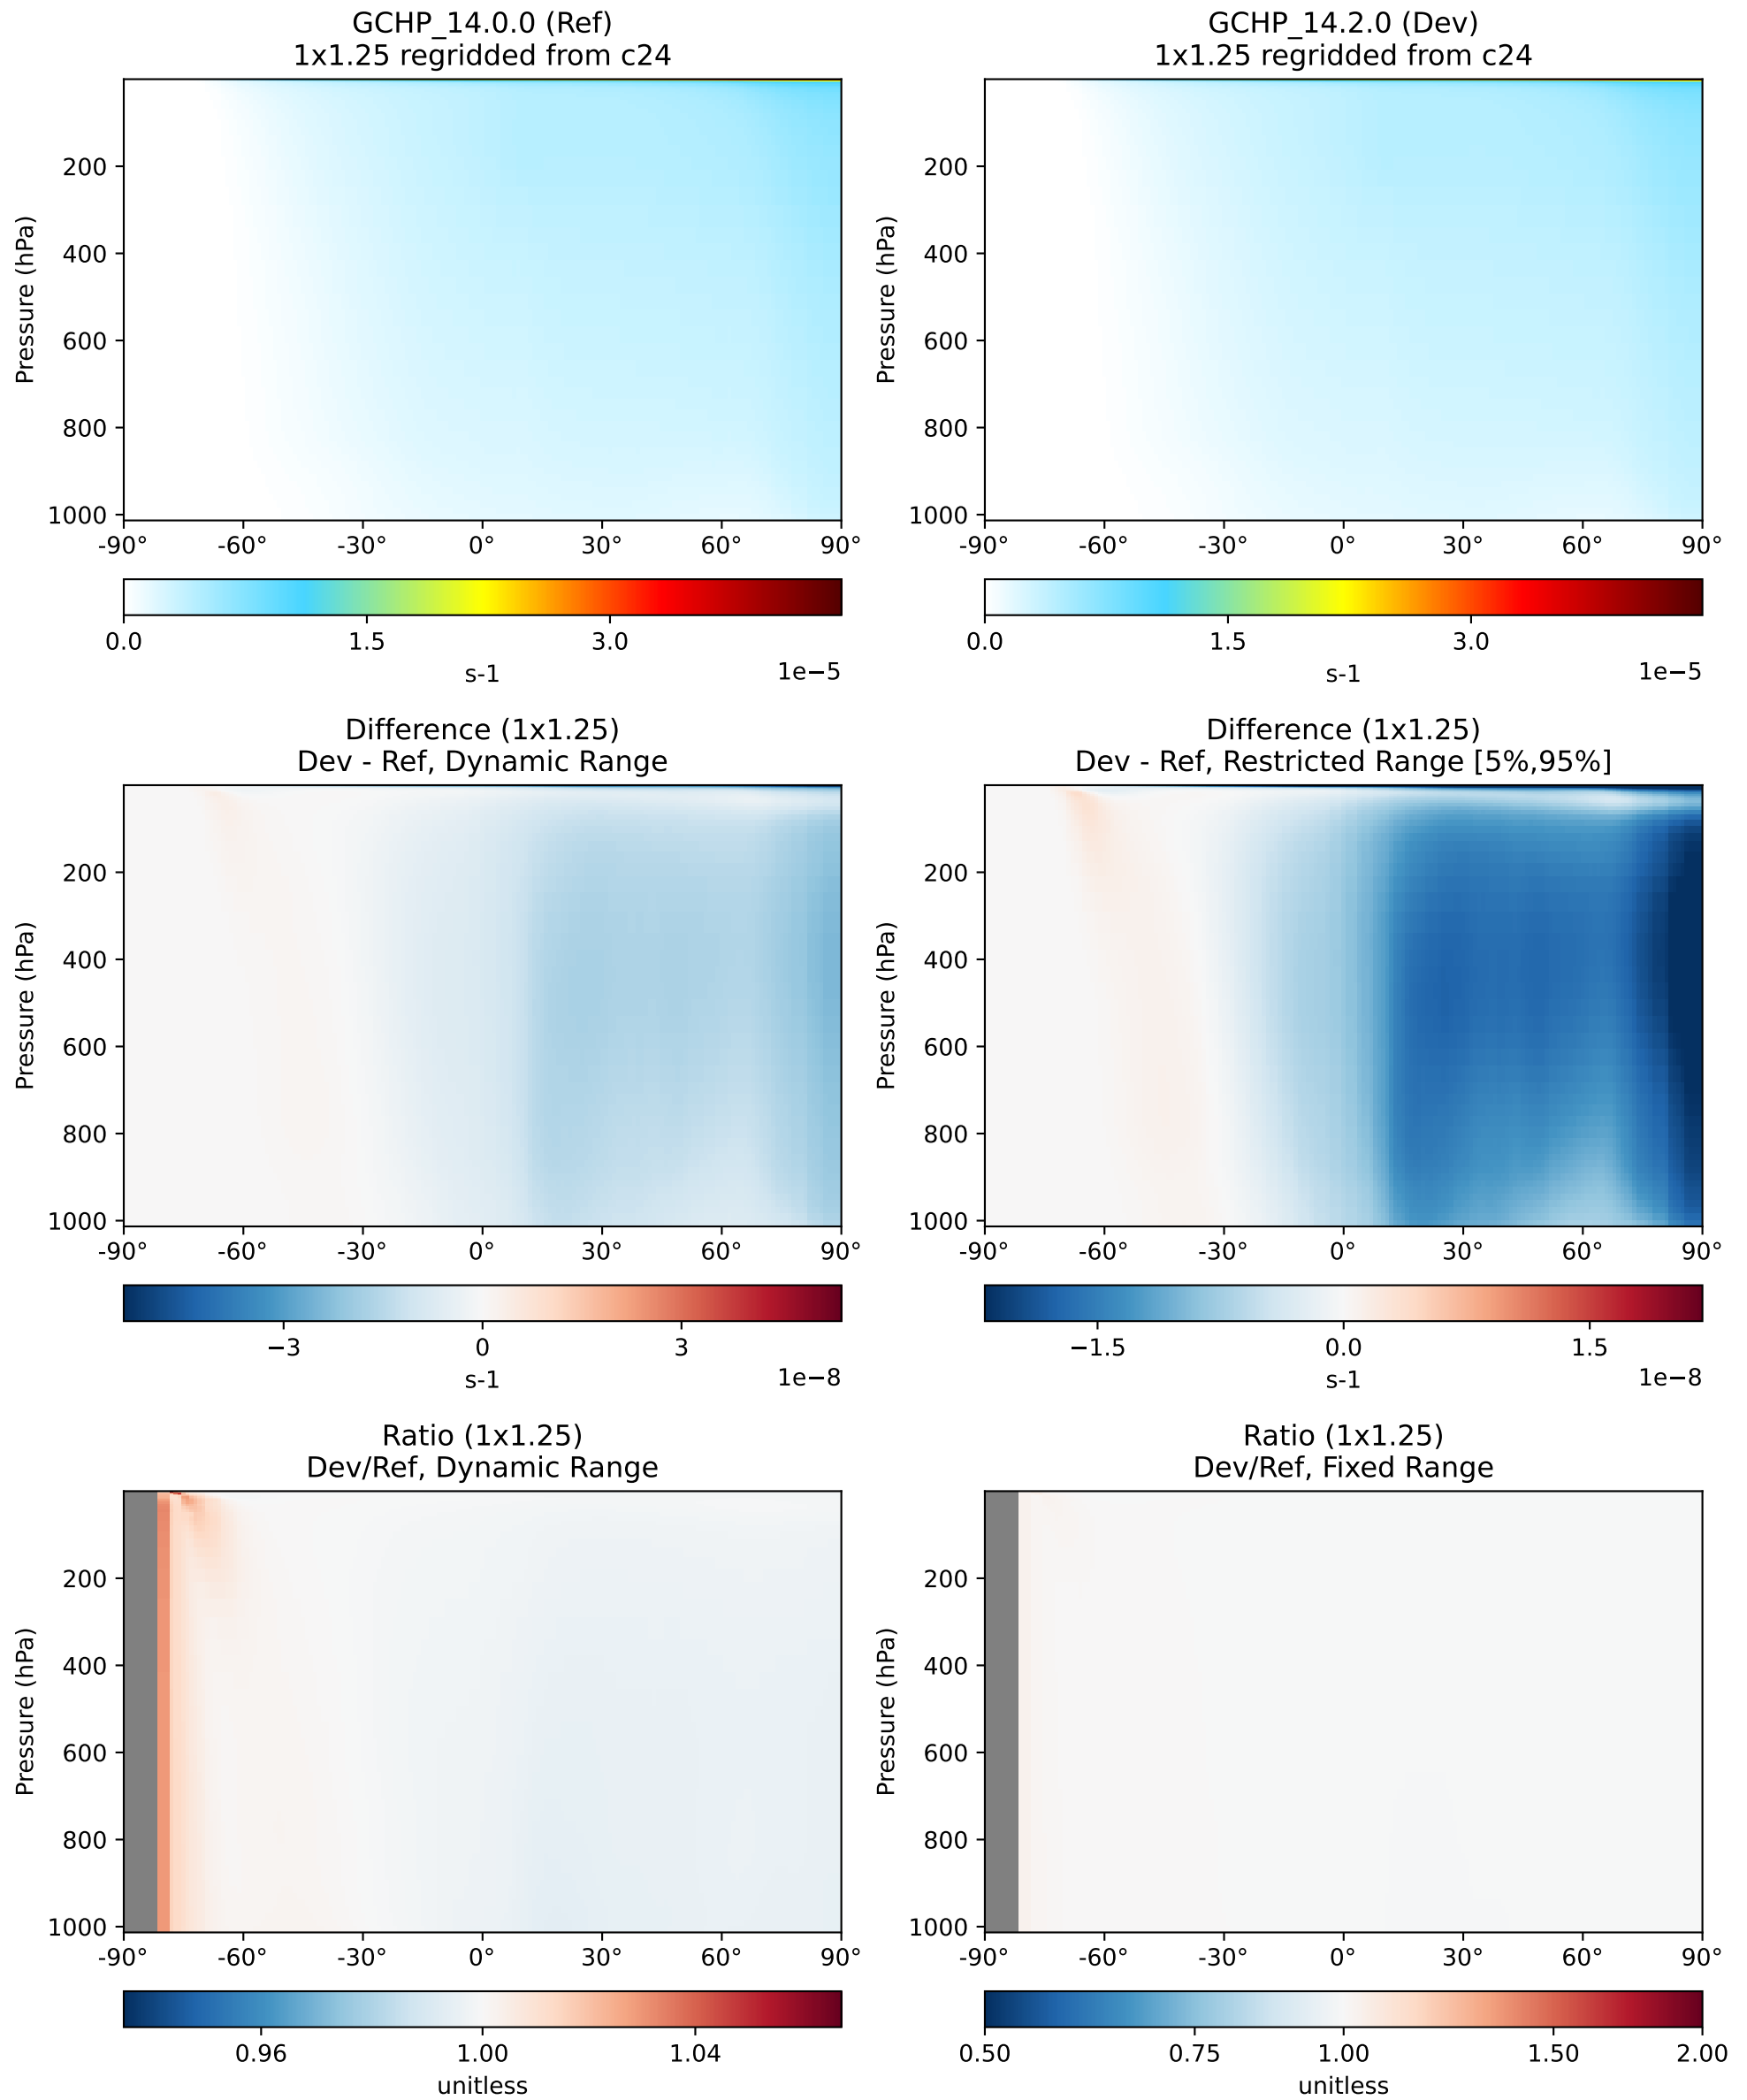 GCHP_14.0.0 (Ref)
1x1.25 regridded from c24
Pressure (hPa)
200
400
600
800
1000
-90° -60° -30° 0° 30° 60° 90°
0.0 1.5 3.0
s-1
1e−5
GCHP_14.2.0 (Dev)
1x1.25 regridded from c24
Pressure (hPa)
200
400
600
800
1000
-90° -60° -30° 0° 30° 60° 90°
0.0 1.5 3.0
s-1
1e−5
Difference (1x1.25)
Dev - Ref, Dynamic Range
Pressure (hPa)
200
400
600
800
1000
-90° -60° -30° 0° 30° 60° 90°
−3 0 3
s-1
1e−8
Difference (1x1.25)
Dev - Ref, Restricted Range [5%,95%]
Pressure (hPa)
200
400
600
800
1000
-90° -60° -30° 0° 30° 60° 90°
−1.5 0.0 1.5
s-1
1e−8
Ratio (1x1.25)
Dev/Ref, Dynamic Range
Pressure (hPa)
200
400
600
800
1000
-90° -60° -30° 0° 30° 60° 90°
0.96 1.00 1.04
unitless
Ratio (1x1.25)
Dev/Ref, Fixed Range
Pressure (hPa)
200
400
600
800
1000
-90° -60° -30° 0° 30° 60° 90°
0.50 0.75 1.00 1.50 2.00
unitless